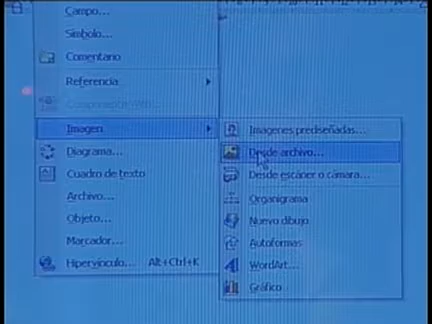 Campo...
Símbolo...
Comentario
Referencia
Imagen
Diagrama...
Cuadro de texto
Archivo...
Objeto...
Marcador...
Hipervínculo... Alt+Ctrl+K
Imágenes prediseñadas...
Desde archivo...
Desde escáner o cámara...
Organigrama
Nuevo dibujo
Autoformas
WordArt...
Gráfico